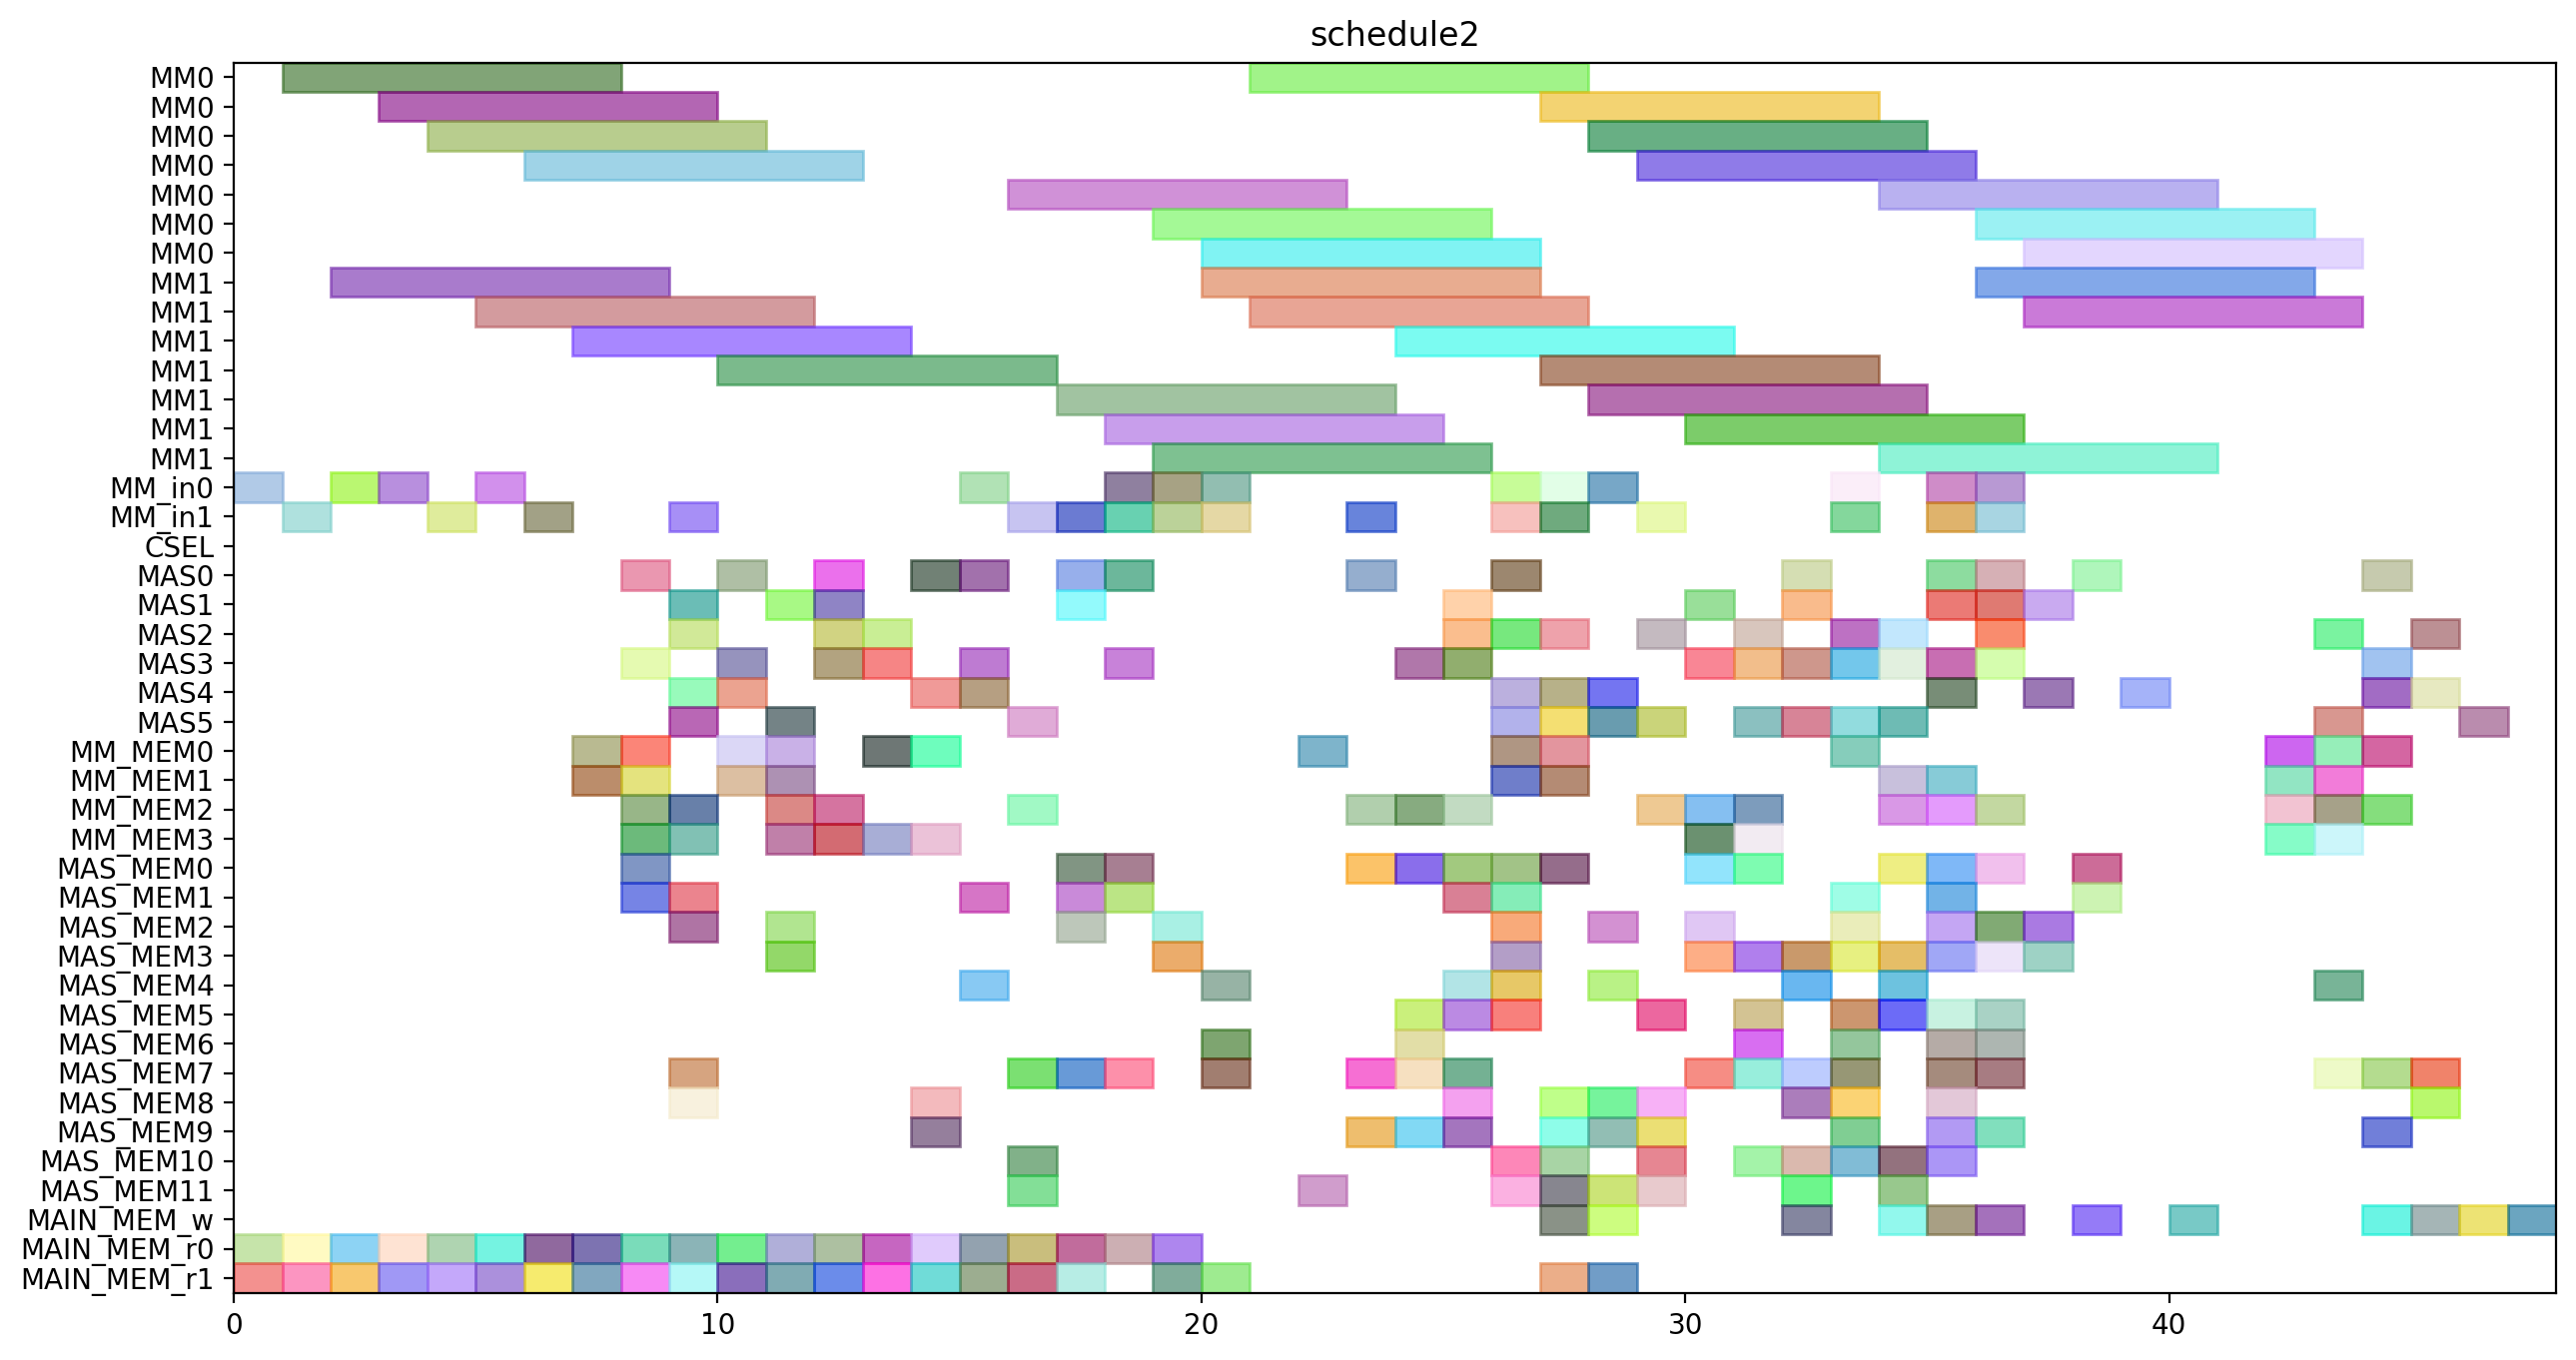 schedule2
MM0
MM0
MM0
MM0
MM0
MM0
MM0
MM1
MM1
MM1
MM1
MM1
MM1
MM1
MM_in0
MM_in1
CSEL
MAS0
MAS1
MAS2
MAS3
MAS4
MAS5
MM_MEM0
MM_MEM1
MM_MEM2
MM_MEM3
MAS_MEM0
MAS_MEM1
MAS_MEM2
MAS_MEM3
MAS_MEM4
MAS_MEM5
MAS_MEM6
MAS_MEM7
MAS_MEM8
MAS_MEM9
MAS_MEM10
MAS_MEM11
MAIN_MEM_w
MAIN_MEM_r0
MAIN_MEM_r1
0 10 20 30 40